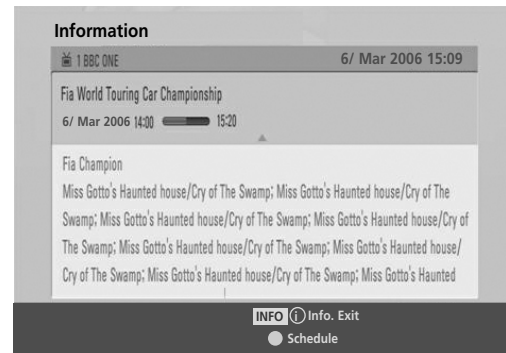 Information
1 BBC ONE 6/ Mar 2006 15:09
Fia World Touring Car Championship
6/ Mar 2006 14:00 15:20
Fia Champion
Miss Gotto's Haunted house/Cry of The Swamp; Miss Gotto's Haunted house/Cry of The
Swamp; Miss Gotto's Haunted house/Cry of The Swamp; Miss Gotto's Haunted house/Cry of
The Swamp; Miss Gotto's Haunted house/Cry of The Swamp; Miss Gotto's Haunted house/
Cry of The Swamp; Miss Gotto's Haunted house/Cry of The Swamp; Miss Gotto's Haunted
INFO i Info. Exit
Schedule